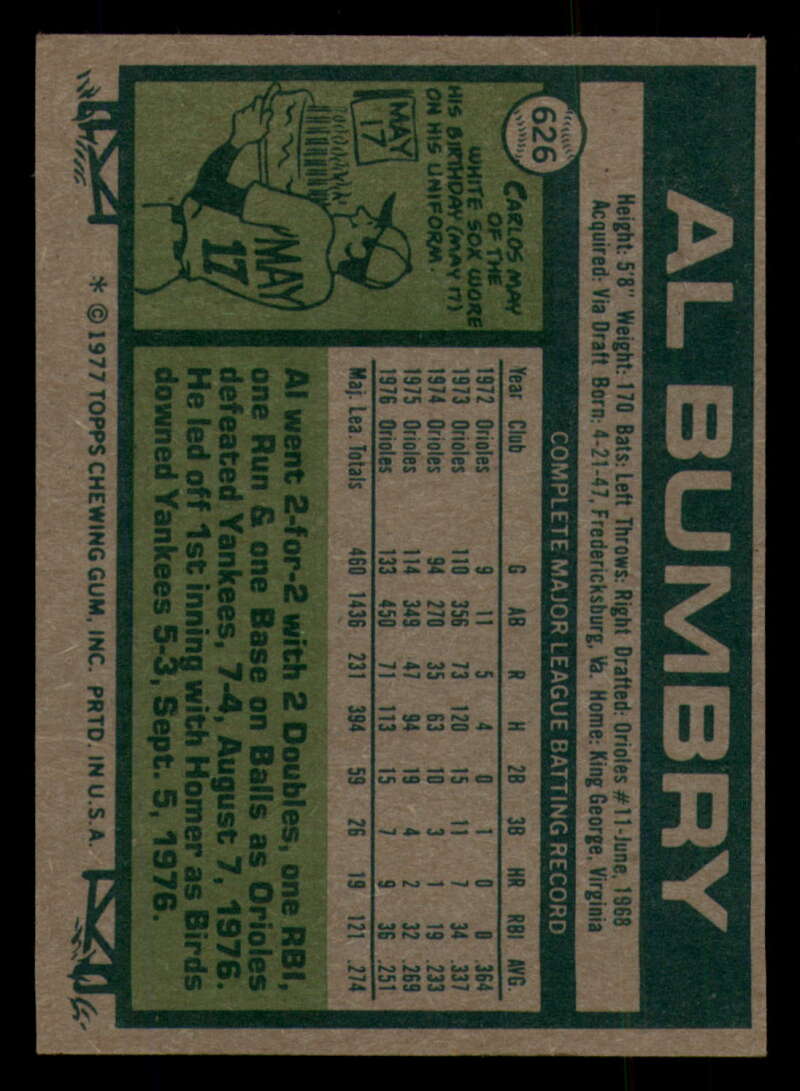 626
AL BUMBRY
Height: 5'8" Weight: 170 Bats: Left Throws: Right Drafted: Orioles #11-June, 1968
Acquired: Via Draft Born: 4-21-47, Fredericksburg, Va. Home: King George, Virginia
COMPLETE MAJOR LEAGUE BATTING RECORD
Year Club G AB R H 2B 3B HR RBI AVG.
1972 Orioles 9 11 5 4 0 1 0 0 .364
1973 Orioles 110 356 73 120 15 11 7 34 .337
1974 Orioles 94 270 35 63 10 3 1 19 .233
1975 Orioles 114 349 47 94 19 4 2 32 .269
1976 Orioles 133 450 71 113 15 7 9 36 .251
Maj. Lea. Totals 460 1436 231 394 59 26 19 121 .274
Al went 2-for-2 with 2 Doubles, one RBI,
one Run & one Base on Balls as Orioles
defeated Yankees, 7-4, August 7, 1976.
He led off 1st inning with Homer as Birds
downed Yankees 5-3, Sept. 5, 1976.
CARLOS MAY
OF THE
WHITE SOX WORE
HIS BIRTHDAY (MAY 17)
ON HIS UNIFORM.
MAY
17
MAY
17
* © 1977 TOPPS CHEWING GUM, INC. PRTD. IN U.S.A.